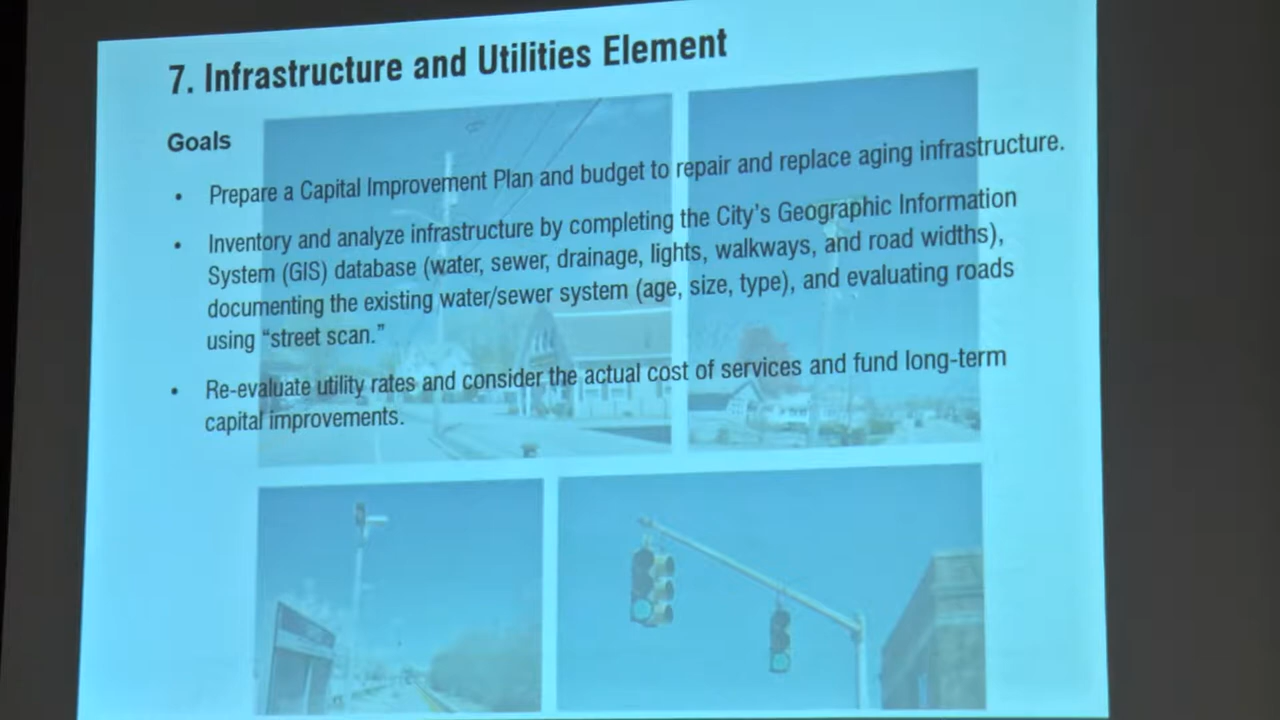 7. Infrastructure and Utilities Element
Goals
• Prepare a Capital Improvement Plan and budget to repair and replace aging infrastructure.
• Inventory and analyze infrastructure by completing the City's Geographic Information
System (GIS) database (water, sewer, drainage, lights, walkways, and road widths),
documenting the existing water/sewer system (age, size, type), and evaluating roads
using “street scan.”
• Re-evaluate utility rates and consider the actual cost of services and fund long-term
capital improvements.